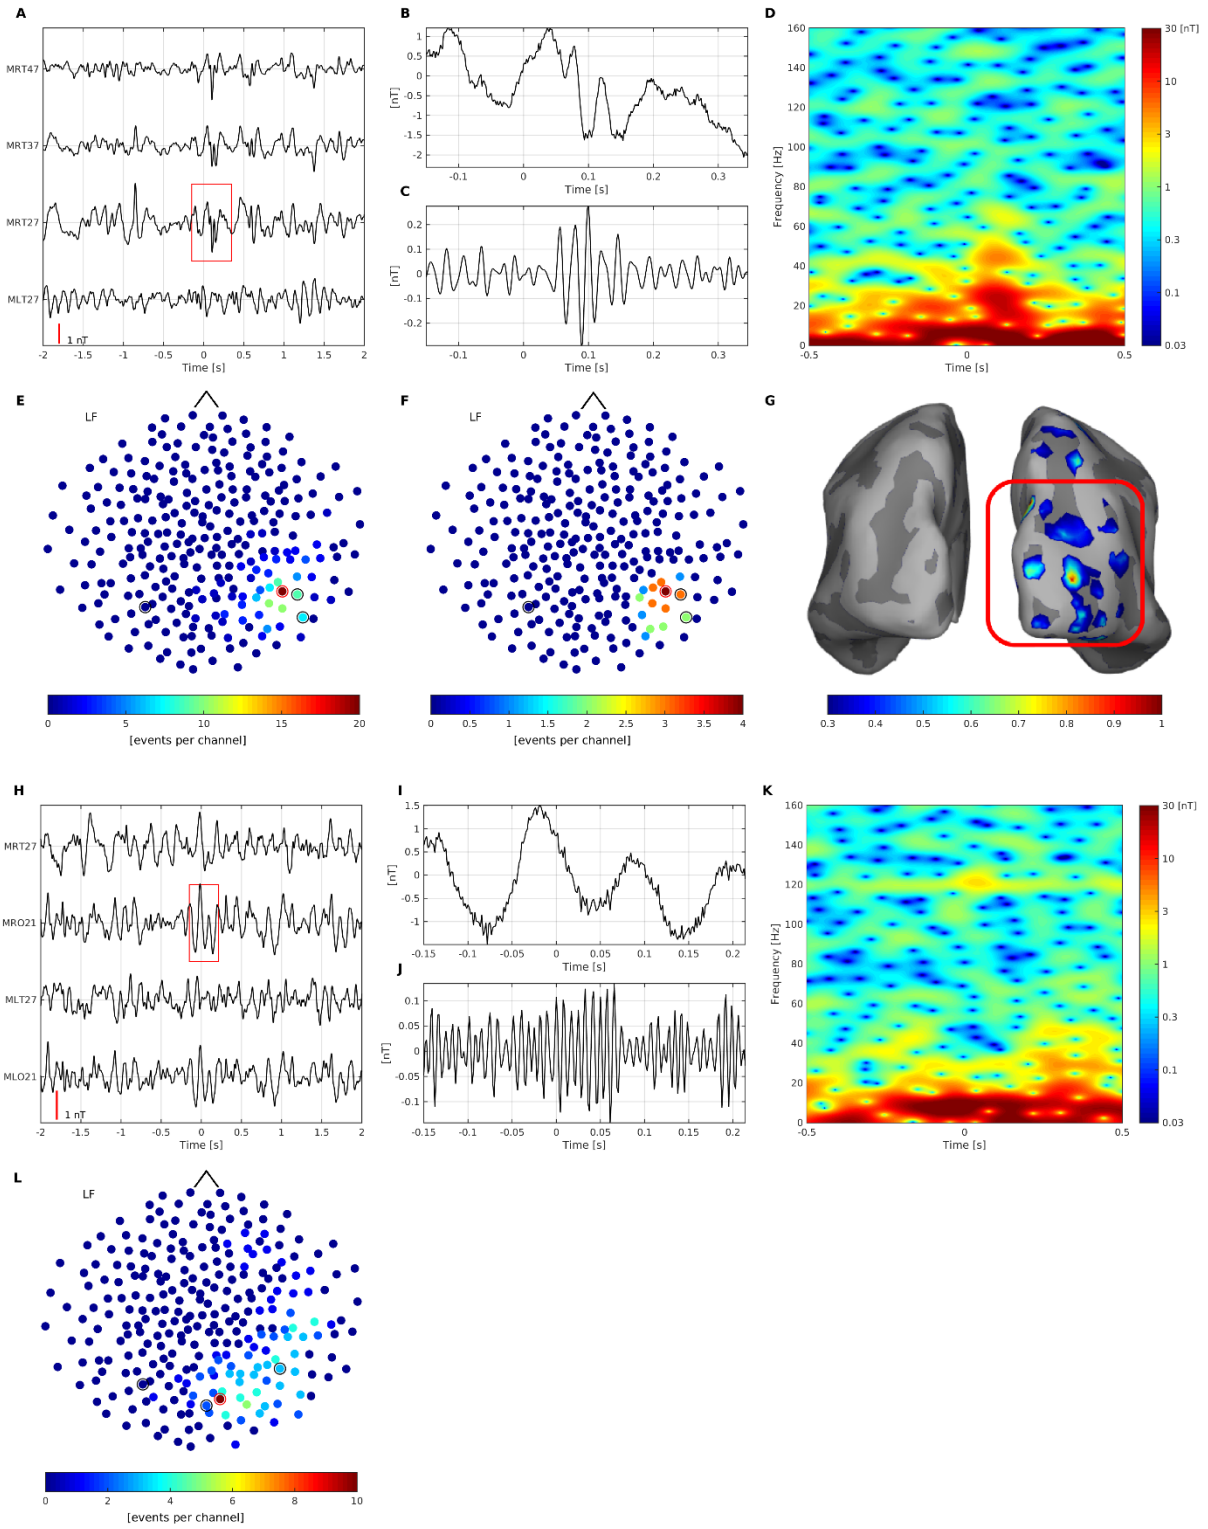 A
MRT47
MRT37
MRT27
MLT27
1 nT
-2 -1.5 -1 -0.5 0 0.5 1 1.5 2
Time [s]
B
1
0.5
0
-0.5
-1
-1.5
-2
[nT]
-0.1 0 0.1 0.2 0.3
Time [s]
C
0.2
0.1
0
-0.1
-0.2
[nT]
-0.1 0 0.1 0.2 0.3
Time [s]
D
160
140
120
100
80
60
40
20
0
Frequency [Hz]
-0.5 0 0.5
Time [s]
30 [nT]
10
3
1
0.3
0.1
0.03
E
LF
0 5 10 15 20
[events per channel]
F
LF
0 0.5 1 1.5 2 2.5 3 3.5 4
[events per channel]
G
0.3 0.4 0.5 0.6 0.7 0.8 0.9 1
H
MRT27
MRO21
MLT27
MLO21
1 nT
-2 -1.5 -1 -0.5 0 0.5 1 1.5 2
Time [s]
I
1.5
1
0.5
0
-0.5
-1
[nT]
-0.15 -0.1 -0.05 0 0.05 0.1 0.15 0.2
Time [s]
J
0.1
0.05
0
-0.05
-0.1
[nT]
-0.15 -0.1 -0.05 0 0.05 0.1 0.15 0.2
Time [s]
K
160
140
120
100
80
60
40
20
0
Frequency [Hz]
-0.5 0 0.5
Time [s]
30 [nT]
10
3
1
0.3
0.1
0.03
L
LF
0 2 4 6 8 10
[events per channel]